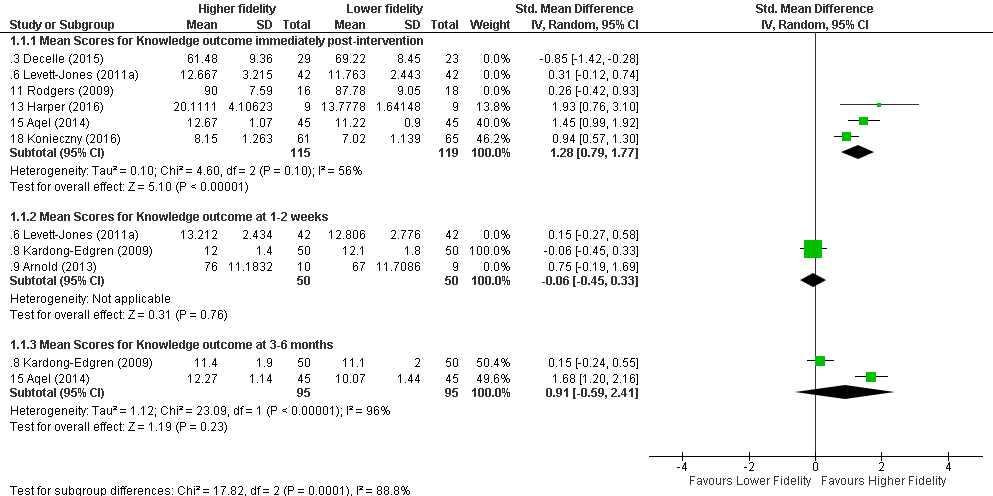 Higher fidelity Lower fidelity Std. Mean Difference Std. Mean Difference
Study or Subgroup Mean SD Total Mean SD Total Weight IV, Random, 95% CI IV, Random, 95% CI
1.1.1 Mean Scores for Knowledge outcome immediately post-intervention
.3 Decelle (2015) 61.48 9.36 29 69.22 8.45 23 0.0% -0.85 [-1.42, -0.28]
.6 Levett-Jones (2011a) 12.667 3.215 42 11.763 2.443 42 0.0% 0.31 [-0.12, 0.74]
11 Rodgers (2009) 90 7.59 16 87.78 9.05 18 0.0% 0.26 [-0.42, 0.93]
13 Harper (2016) 20.1111 4.10623 9 13.7778 1.64148 9 13.8% 1.93 [0.76, 3.10]
15 Aqel (2014) 12.67 1.07 45 11.22 0.9 45 40.0% 1.45 [0.99, 1.92]
18 Konieczny (2016) 8.15 1.263 61 7.02 1.139 65 46.2% 0.94 [0.57, 1.30]
Subtotal (95% CI) 115 119 100.0% 1.28 [0.79, 1.77]
Heterogeneity: Tau² = 0.10; Chi² = 4.60, df = 2 (P = 0.10); I² = 56%
Test for overall effect: Z = 5.10 (P < 0.00001)
1.1.2 Mean Scores for Knowledge outcome at 1-2 weeks
.6 Levett-Jones (2011a) 13.212 2.434 42 12.806 2.776 42 0.0% 0.15 [-0.27, 0.58]
.8 Kardong-Edgren (2009) 12 1.4 50 12.1 1.8 50 100.0% -0.06 [-0.45, 0.33]
.9 Arnold (2013) 76 11.1832 10 67 11.7086 9 0.0% 0.75 [-0.19, 1.69]
Subtotal (95% CI) 50 50 100.0% -0.06 [-0.45, 0.33]
Heterogeneity: Not applicable
Test for overall effect: Z = 0.31 (P = 0.76)
1.1.3 Mean Scores for Knowledge outcome at 3-6 months
.8 Kardong-Edgren (2009) 11.4 1.9 50 11.1 2 50 50.4% 0.15 [-0.24, 0.55]
15 Aqel (2014) 12.27 1.14 45 10.07 1.44 45 49.6% 1.68 [1.20, 2.16]
Subtotal (95% CI) 95 95 100.0% 0.91 [-0.59, 2.41]
Heterogeneity: Tau² = 1.12; Chi² = 23.09, df = 1 (P < 0.00001); I² = 96%
Test for overall effect: Z = 1.19 (P = 0.23)
-4 -2 0 2 4
Favours Lower Fidelity Favours Higher Fidelity
Test for subgroup differences: Chi² = 17.82, df = 2 (P = 0.0001), I² = 88.8%